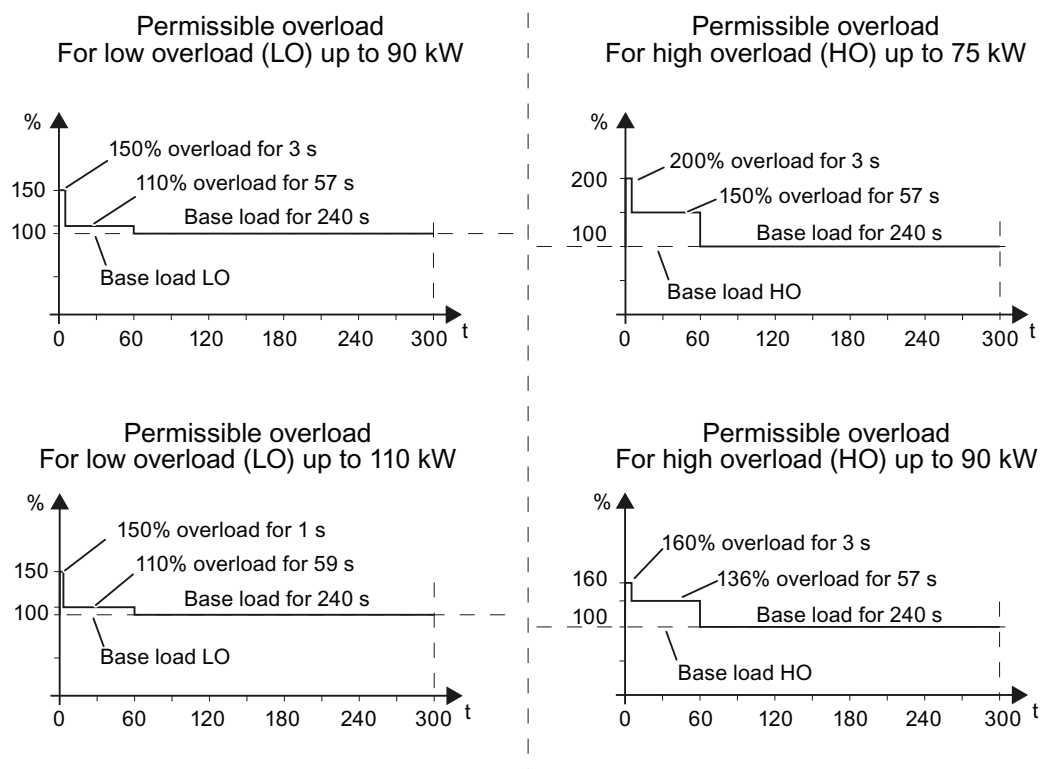 Permissible overload
For low overload (LO) up to 90 kW
%
150% overload for 3 s
110% overload for 57 s
150
Base load for 240 s
100
Base load LO
0 60 120 180 240 300 t
Permissible overload
For high overload (HO) up to 75 kW
%
200% overload for 3 s
200
150% overload for 57 s
Base load for 240 s
100
Base load HO
0 60 120 180 240 300 t
Permissible overload
For low overload (LO) up to 110 kW
%
150% overload for 1 s
110% overload for 59 s
150
Base load for 240 s
100
Base load LO
0 60 120 180 240 300 t
Permissible overload
For high overload (HO) up to 90 kW
%
160% overload for 3 s
160
136% overload for 57 s
Base load for 240 s
100
Base load HO
0 60 120 180 240 300 t